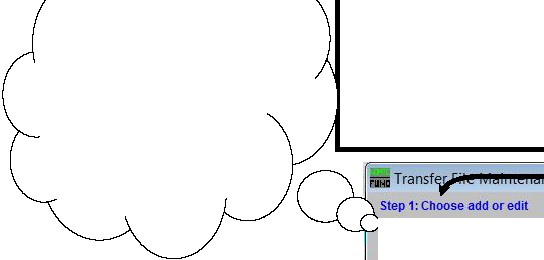 Transfer File Maintenan
Step 1: Choose add or edit